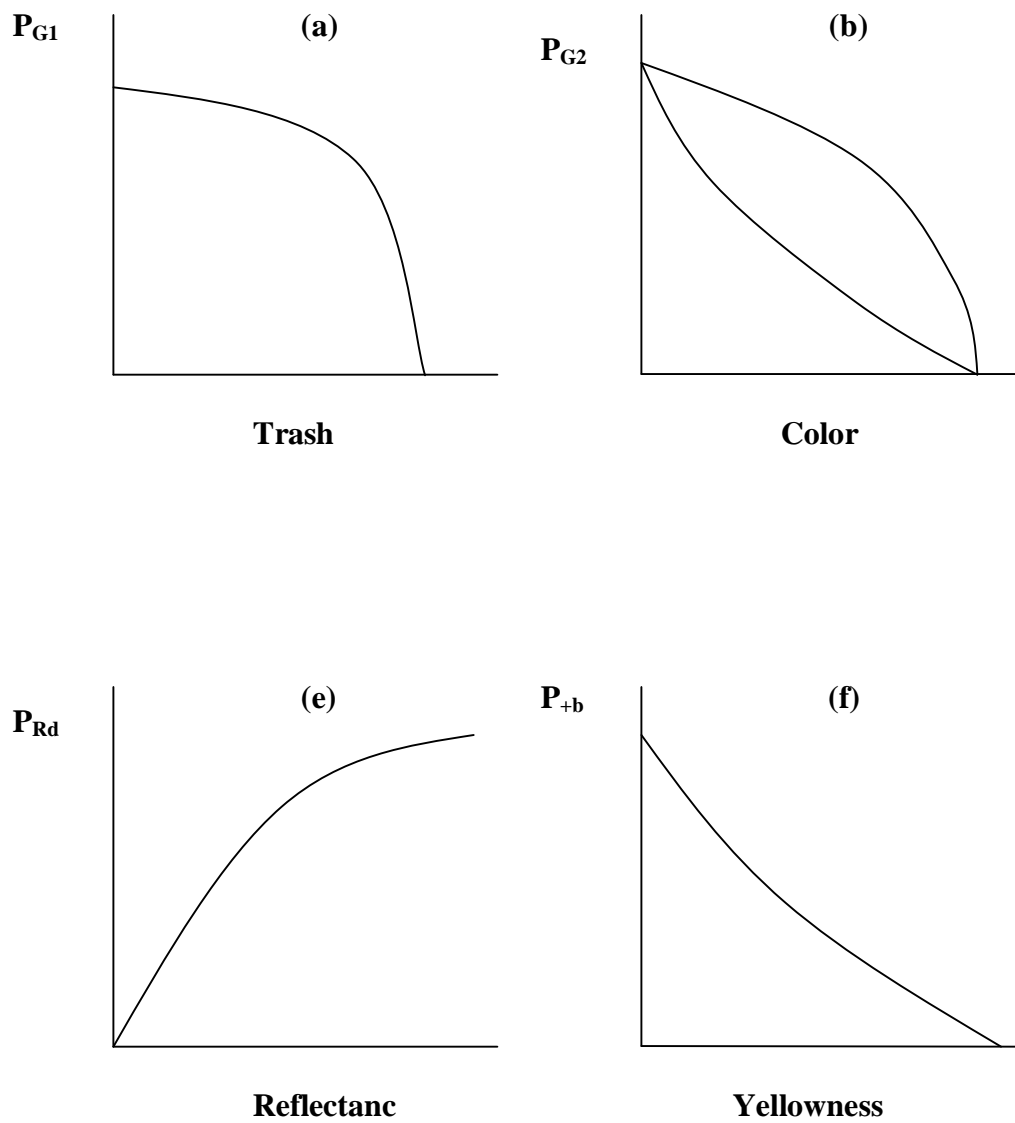 P_G1 (a)
P_G2 (b)
Trash
Color
P_Rd (e)
P_+b (f)
Reflectanc
Yellowness